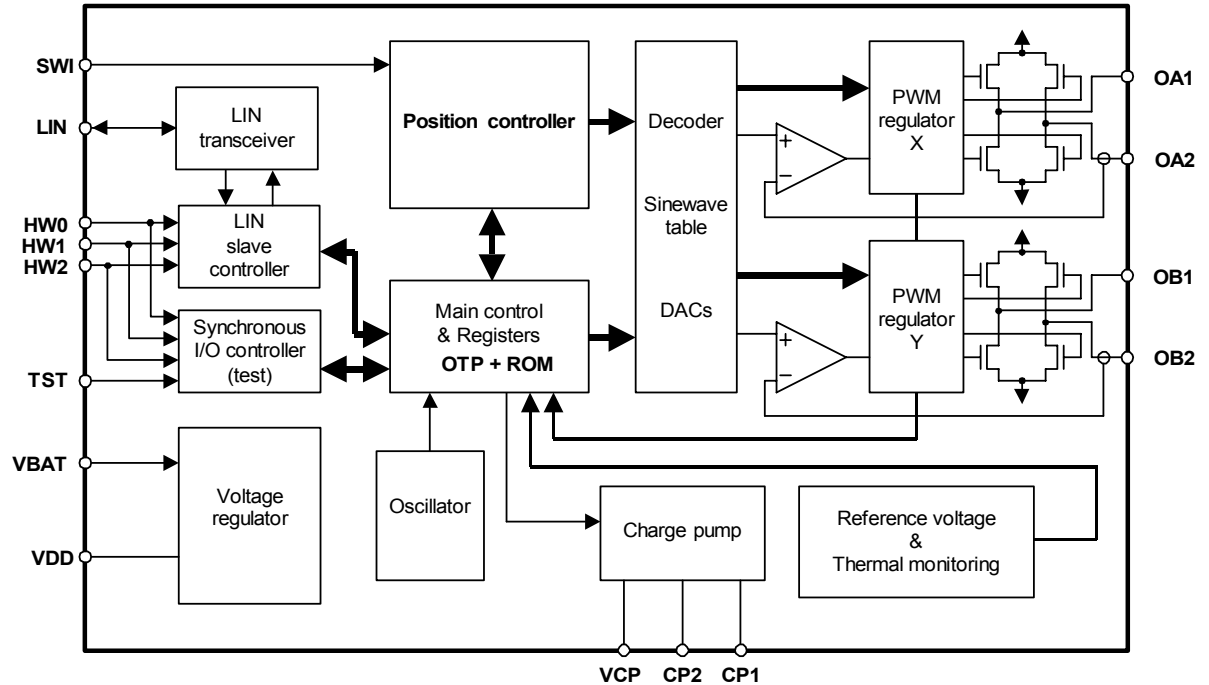 SWI
LIN
HW0
HW1
HW2
TST
VBAT
VDD
LIN
transceiver
LIN
slave
controller
Synchronous
I/O controller
(test)
Voltage
regulator
Position controller
Main control
& Registers
OTP + ROM
Oscillator
Charge pump
Decoder
Sinewave
table
DACs
+
−
+
−
PWM
regulator
X
PWM
regulator
Y
Reference voltage
&
Thermal monitoring
OA1
OA2
OB1
OB2
VCP
CP2
CP1